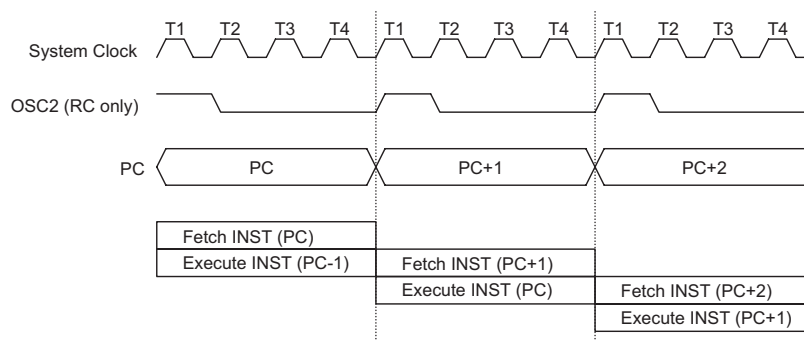 T1 T2 T3 T4 T1 T2 T3 T4 T1 T2 T3 T4
System Clock
OSC2 (RC only)
PC PC PC+1 PC+2
Fetch INST (PC)
Execute INST (PC-1) Fetch INST (PC+1)
Execute INST (PC) Fetch INST (PC+2)
Execute INST (PC+1)